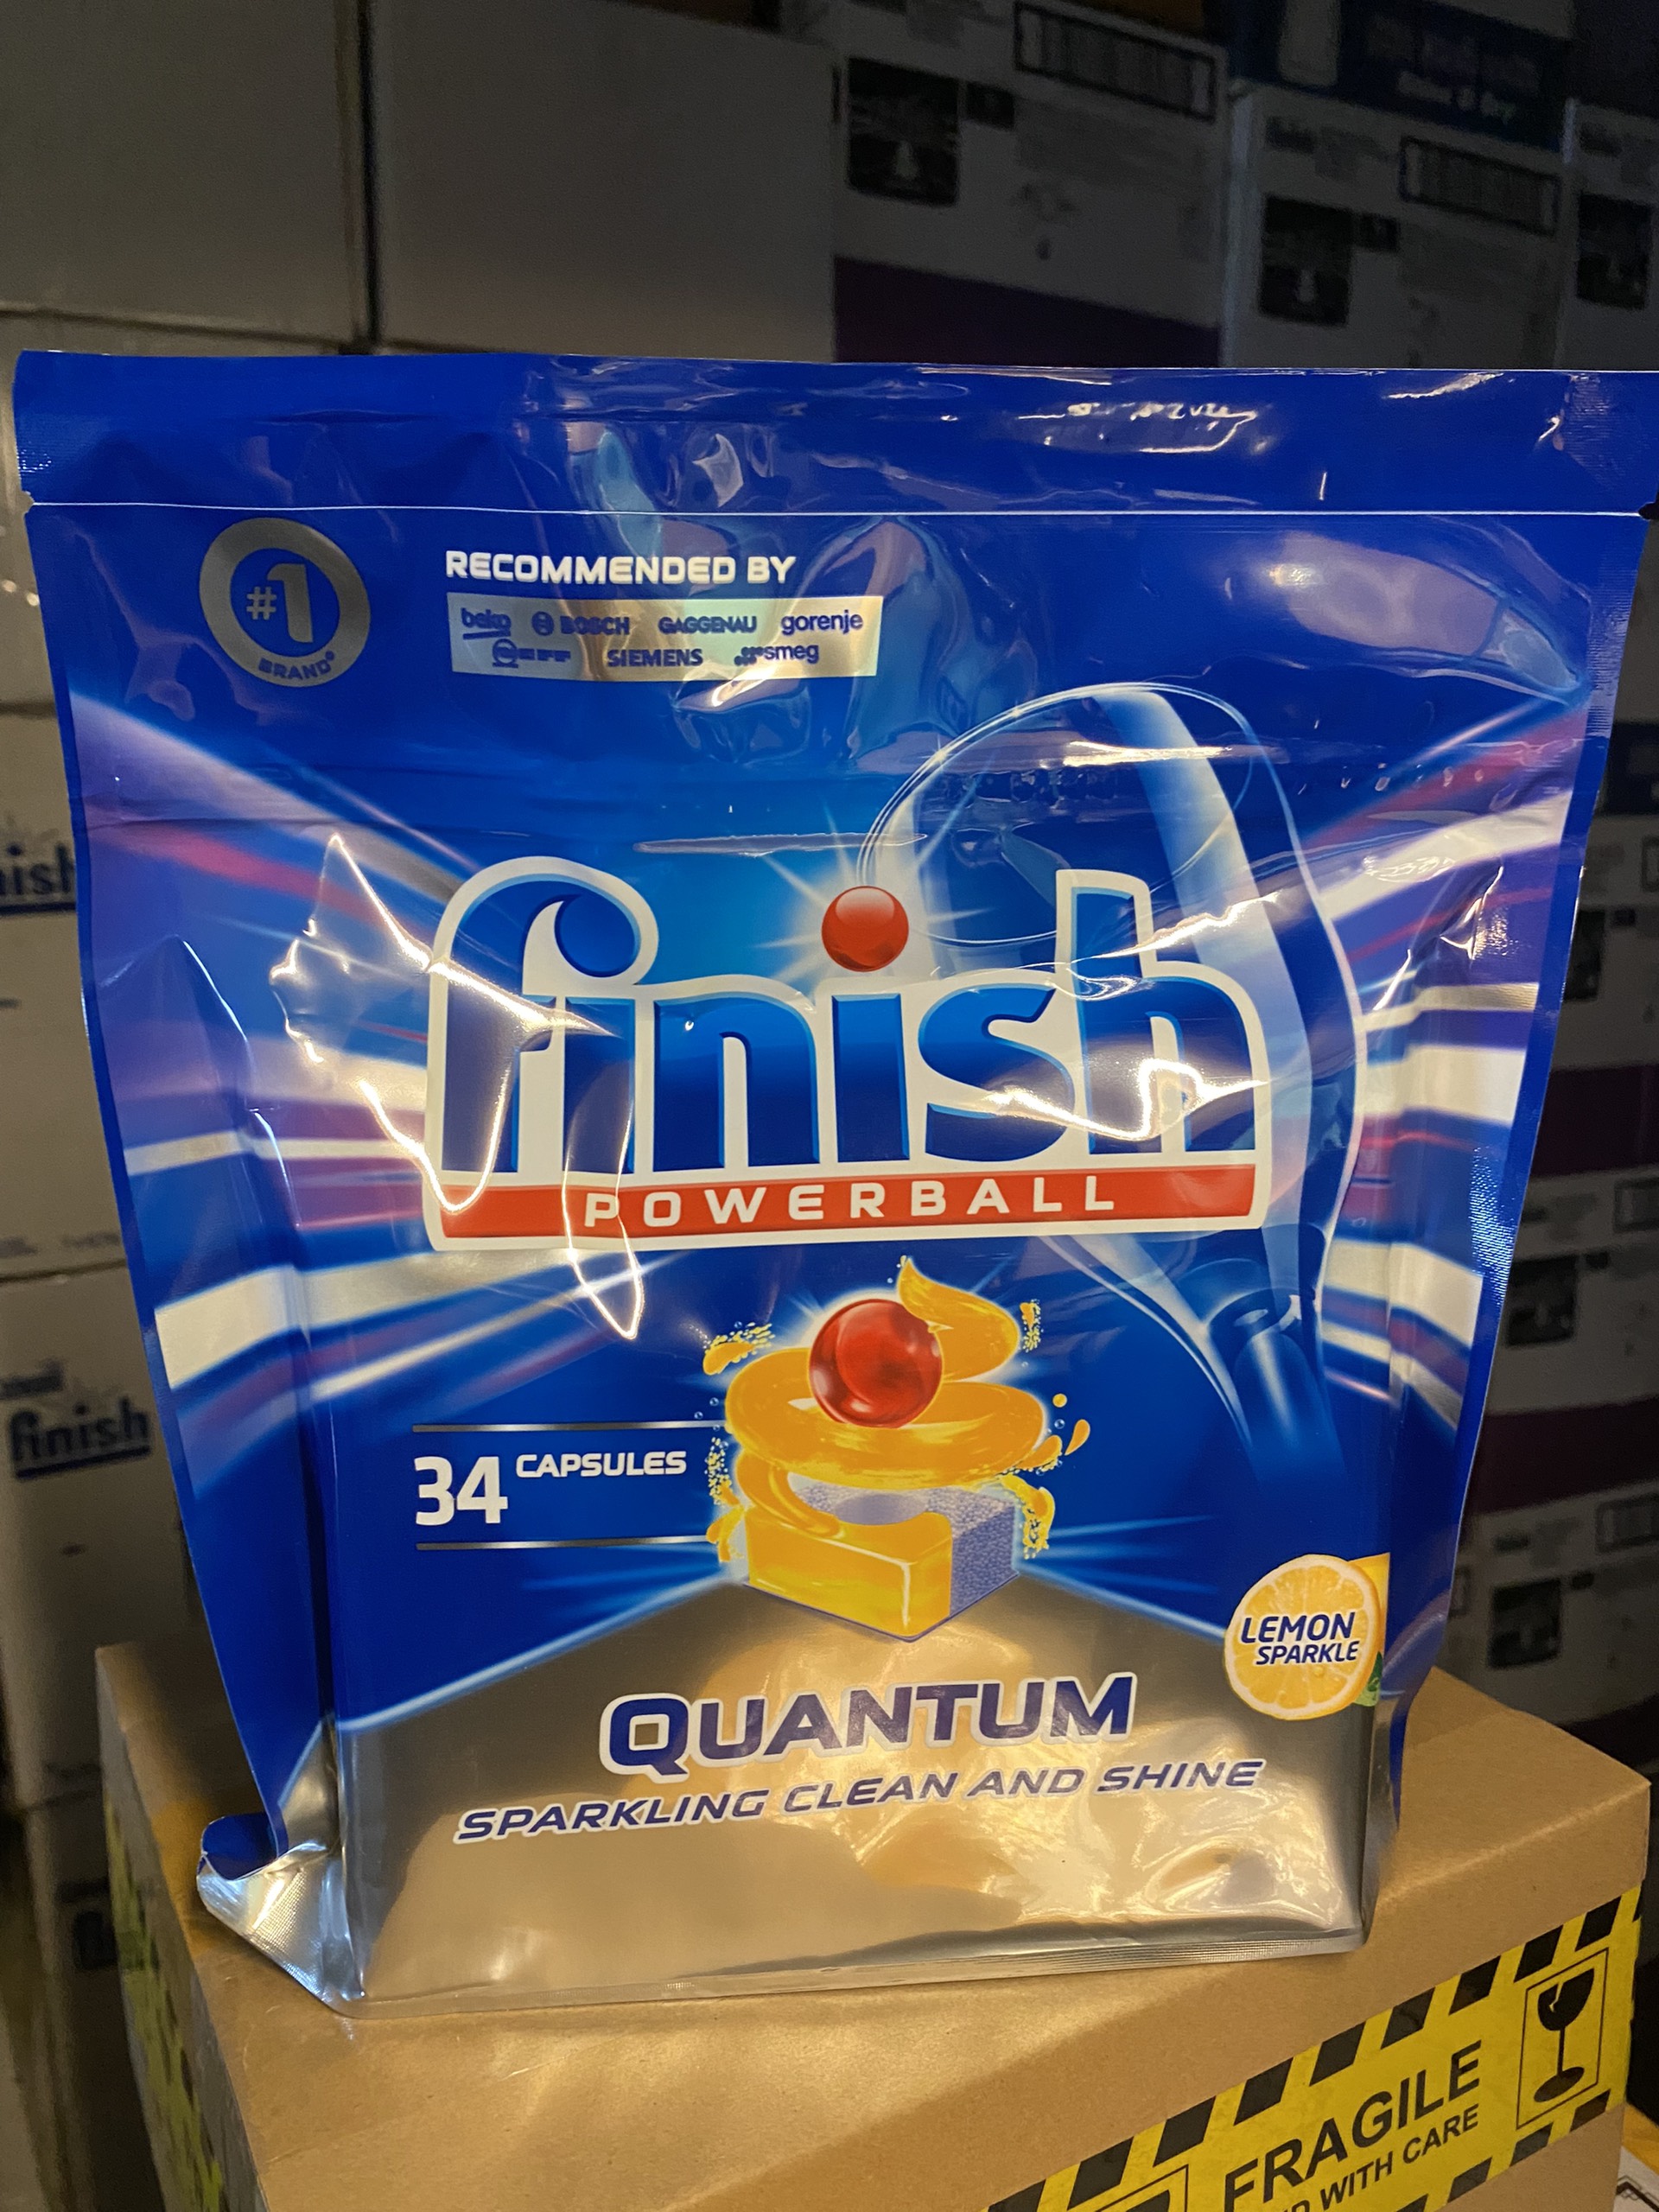 #1
BRAND
RECOMMENDED BY
beko BOSCH GAGGENAU gorenje
NEFF SIEMENS smeg
finish
POWERBALL
34 CAPSULES
LEMON
SPARKLE
QUANTUM
SPARKLING CLEAN AND SHINE
finish
FRAGILE
WITH CARE